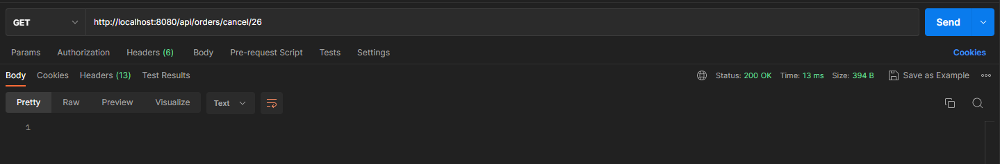 GET http://localhost:8080/api/orders/cancel/26 Send
Params Authorization Headers (6) Body Pre-request Script Tests Settings Cookies
Body Cookies Headers (13) Test Results Status: 200 OK Time: 13 ms Size: 394 B Save as Example
Pretty Raw Preview Visualize Text
1